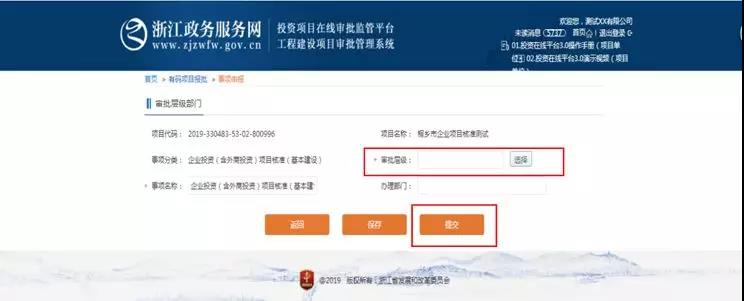 浙江政务服务网
www.zjzwfw.gov.cn
投资项目在线审批监管平台
工程建设项目审批管理系统
欢迎您，测试XX有限公司
未读消息【5737】 首页 退出登录
01.投资在线平台3.0操作手册（项目单
位） 02.投资在线平台3.0演示视频（项目
单位）
首页 » 有码项目报批 » 事项申报
审批层级部门
项目代码： 2019-330483-53-02-800996
项目名称： 桐乡市企业项目核准测试
事项分类： 企业投资（含外商投资）项目核准（基本建设）
* 审批层级： 选择
* 事项名称： 企业投资（含外商投资）项目核准（基本建
办理部门：
返回 保存 提交
@2019 版权所有：浙江省发展和改革委员会